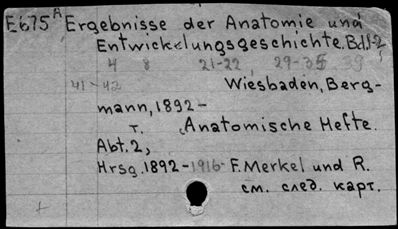 E675 A Ergebnisse der Anatomie und
Entwickelungsgeschichte. Bd. 1-2
4 8 21-22 29-35 39
41-42 Wiesbaden, Berg-
mann, 1892-
т. Anatomische Hefte.
Abt. 2,
Hrsg. 1892-1916- F. Merkel und R.
см. след. карт.